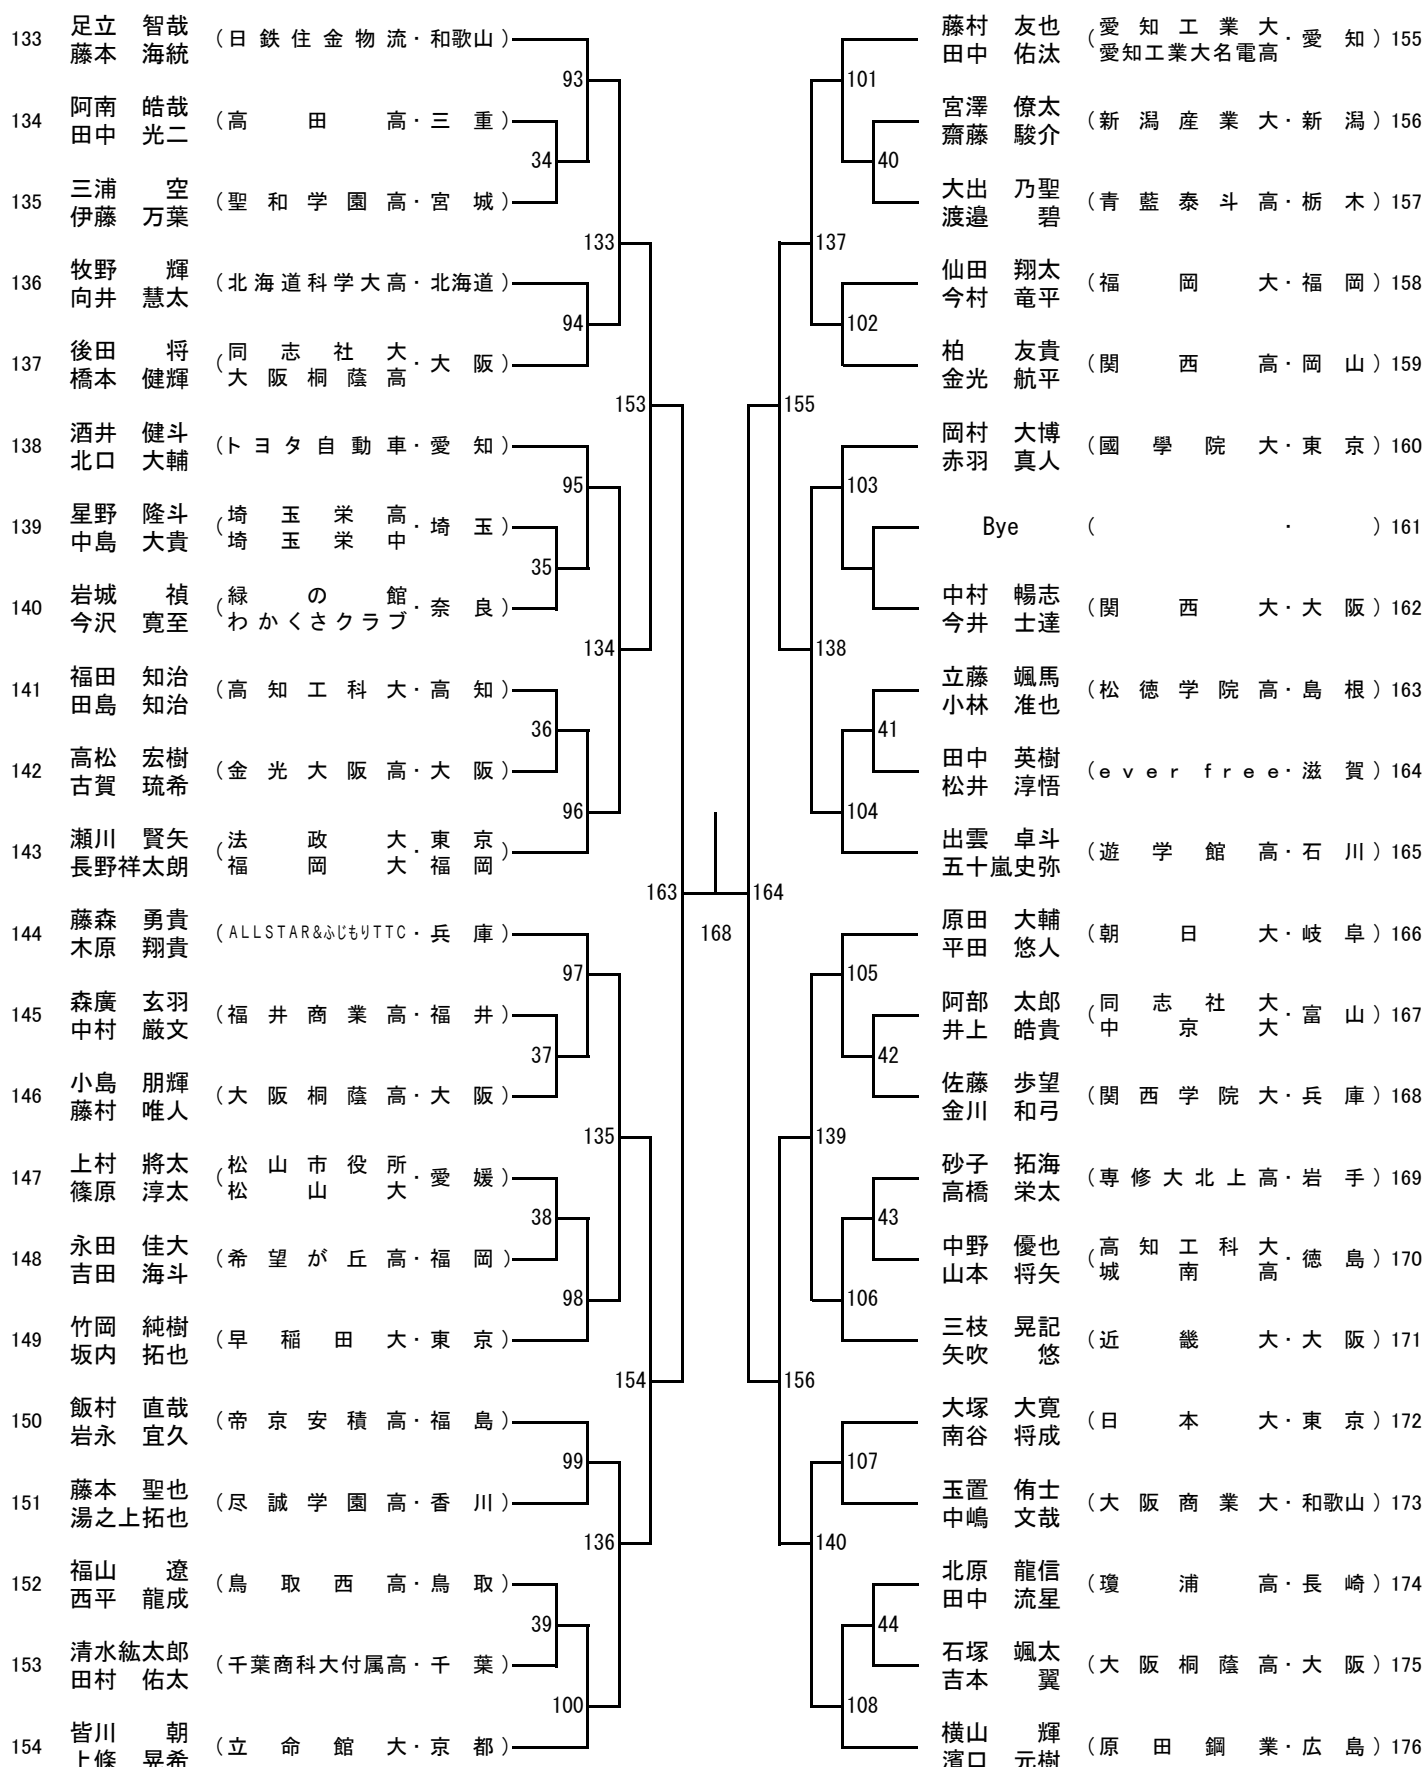 133 足立 智哉 (日鉄住金物流・和歌山)
藤本 海統
93
134 阿南 皓哉 (高田高・三重)
田中 光二
34
135 三浦 空 (聖和学園高・宮城)
伊藤 万葉
133
136 牧野 輝 (北海道科学大高・北海道)
向井 慧太
94
137 後田 将 (同志社大・大阪)
橋本 健輝 大阪桐蔭高
153
138 酒井 健斗 (トヨタ自動車・愛知)
北口 大輔
95
139 星野 隆斗 (埼玉栄高・埼玉)
中島 大貴 埼玉栄中
35
140 岩城 禎 (緑の館・奈良)
今沢 寛至 わかくさクラブ
134
141 福田 知治 (高知工科大・高知)
田島 知治
36
142 高松 宏樹 (金光大阪高・大阪)
古賀 琉希
96
143 瀬川 賢矢 (法政大・東京)
長野祥太朗 福岡大・福岡
163
144 藤森 勇貴 (ALLSTAR&ふじもりTTC・兵庫)
木原 翔貴
97
145 森廣 玄羽 (福井商業高・福井)
中村 厳文
37
146 小島 朋輝 (大阪桐蔭高・大阪)
藤村 唯人
135
147 上村 將太 (松山市役所・愛媛)
篠原 淳太 松山大
38
148 永田 佳大 (希望が丘高・福岡)
吉田 海斗
98
149 竹岡 純樹 (早稲田大・東京)
坂内 拓也
154
150 飯村 直哉 (帝京安積高・福島)
岩永 宜久
99
151 藤本 聖也 (尽誠学園高・香川)
湯之上拓也
136
152 福山 遼 (鳥取西高・鳥取)
西平 龍成
39
153 清水紘太郎 (千葉商科大付属高・千葉)
田村 佑太
100
154 皆川 朝 (立命館大・京都)
上條 晃希
168
藤村 友也 (愛知工業大・愛知) 155
田中 佑汰 愛知工業大名電高
101
宮澤 僚太 (新潟産業大・新潟) 156
齋藤 駿介
40
大出 乃聖 (青藍泰斗高・栃木) 157
渡邉 碧
137
仙田 翔太 (福岡大・福岡) 158
今村 竜平
102
柏 友貴 (関西高・岡山) 159
金光 航平
155
岡村 大博 (國學院大・東京) 160
赤羽 真人
103
Bye (・) 161
中村 暢志 (関西大・大阪) 162
今井 士達
138
立藤 颯馬 (松徳学院高・島根) 163
小林 准也
41
田中 英樹 (ever free・滋賀) 164
松井 淳悟
104
出雲 卓斗 (遊学館高・石川) 165
五十嵐史弥
164
原田 大輔 (朝日大・岐阜) 166
平田 悠人
105
阿部 太郎 (同志社大・富山) 167
井上 皓貴 中京大
42
佐藤 歩望 (関西学院大・兵庫) 168
金川 和弓
139
砂子 拓海 (専修大北上高・岩手) 169
高橋 栄太
43
中野 優也 (高知工科大・徳島) 170
山本 将矢 城南高
106
三枝 晃記 (近畿大・大阪) 171
矢吹 悠
156
大塚 大寛 (日本大・東京) 172
南谷 将成
107
玉置 侑士 (大阪商業大・和歌山) 173
中嶋 文哉
140
北原 龍信 (瓊浦高・長崎) 174
田中 流星
44
石塚 颯太 (大阪桐蔭高・大阪) 175
吉本 翼
108
横山 輝 (原田鋼業・広島) 176
濱口 元樹